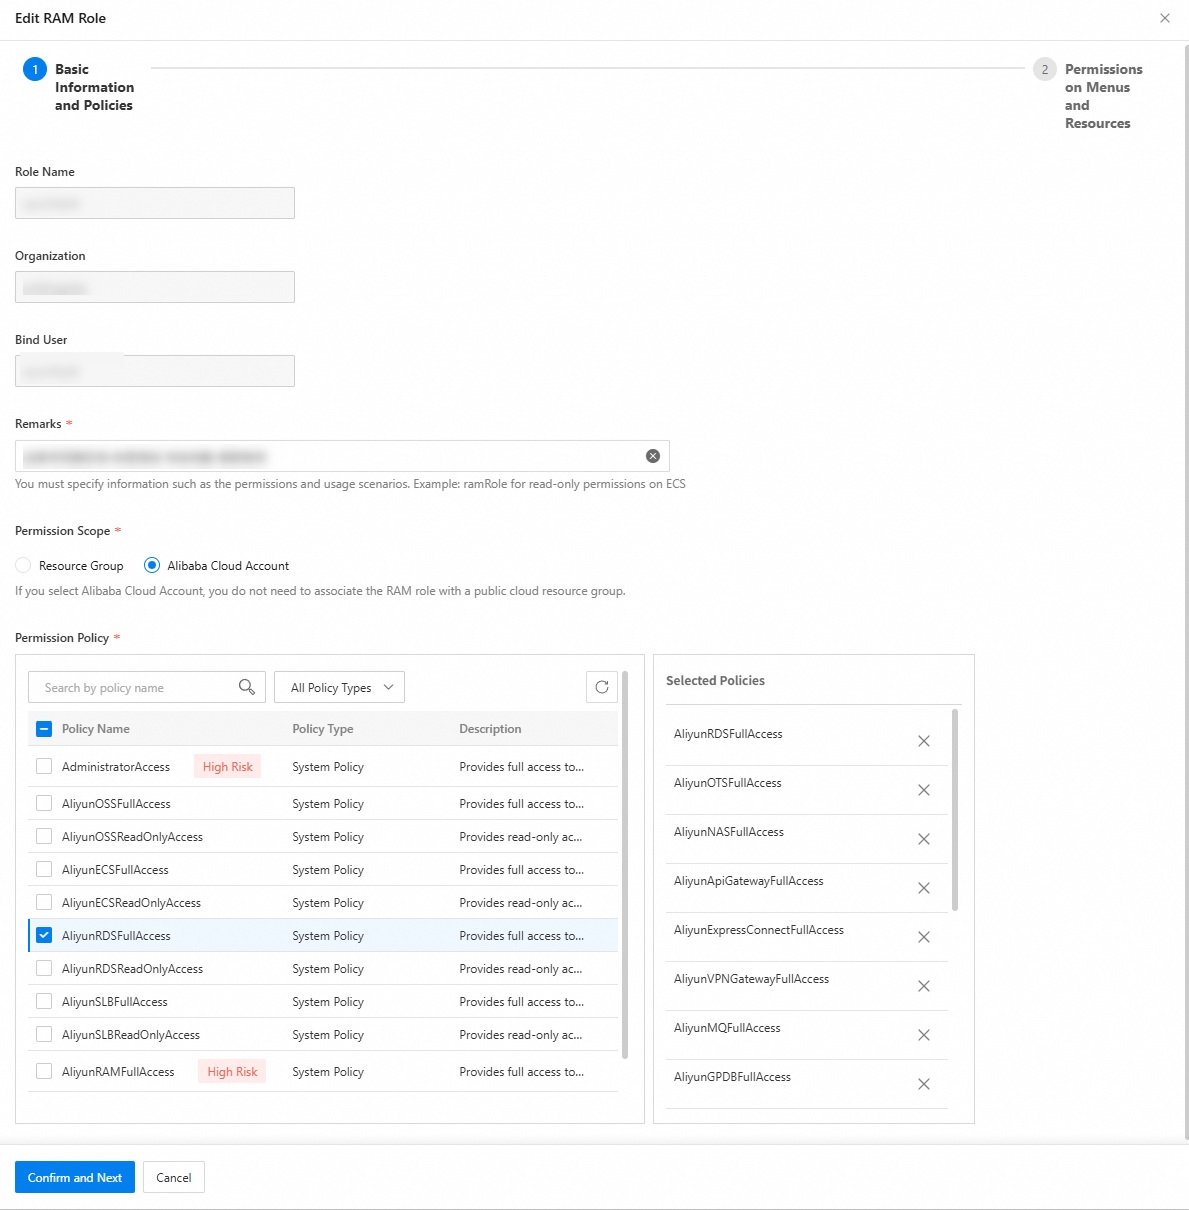 Edit RAM Role
1
Basic
Information
and Policies
2
Permissions
on Menus
and
Resources
Role Name
Organization
Bind User
Remarks *
You must specify information such as the permissions and usage scenarios. Example: ramRole for read-only permissions on ECS
Permission Scope *
Resource Group Alibaba Cloud Account
If you select Alibaba Cloud Account, you do not need to associate the RAM role with a public cloud resource group.
Permission Policy *
Search by policy name All Policy Types
Policy Name Policy Type Description
AdministratorAccess High Risk System Policy Provides full access to...
AliyunOSSFullAccess System Policy Provides full access to...
AliyunOSSReadOnlyAccess System Policy Provides read-only ac...
AliyunECSFullAccess System Policy Provides full access to...
AliyunECSReadOnlyAccess System Policy Provides read-only ac...
AliyunRDSFullAccess System Policy Provides full access to...
AliyunRDSReadOnlyAccess System Policy Provides read-only ac...
AliyunSLBFullAccess System Policy Provides full access to...
AliyunSLBReadOnlyAccess System Policy Provides read-only ac...
AliyunRAMFullAccess High Risk System Policy Provides full access to...
Selected Policies
AliyunRDSFullAccess
AliyunOTSFullAccess
AliyunNASFullAccess
AliyunApiGatewayFullAccess
AliyunExpressConnectFullAccess
AliyunVPNGatewayFullAccess
AliyunMQFullAccess
AliyunGPDBFullAccess
Confirm and Next Cancel